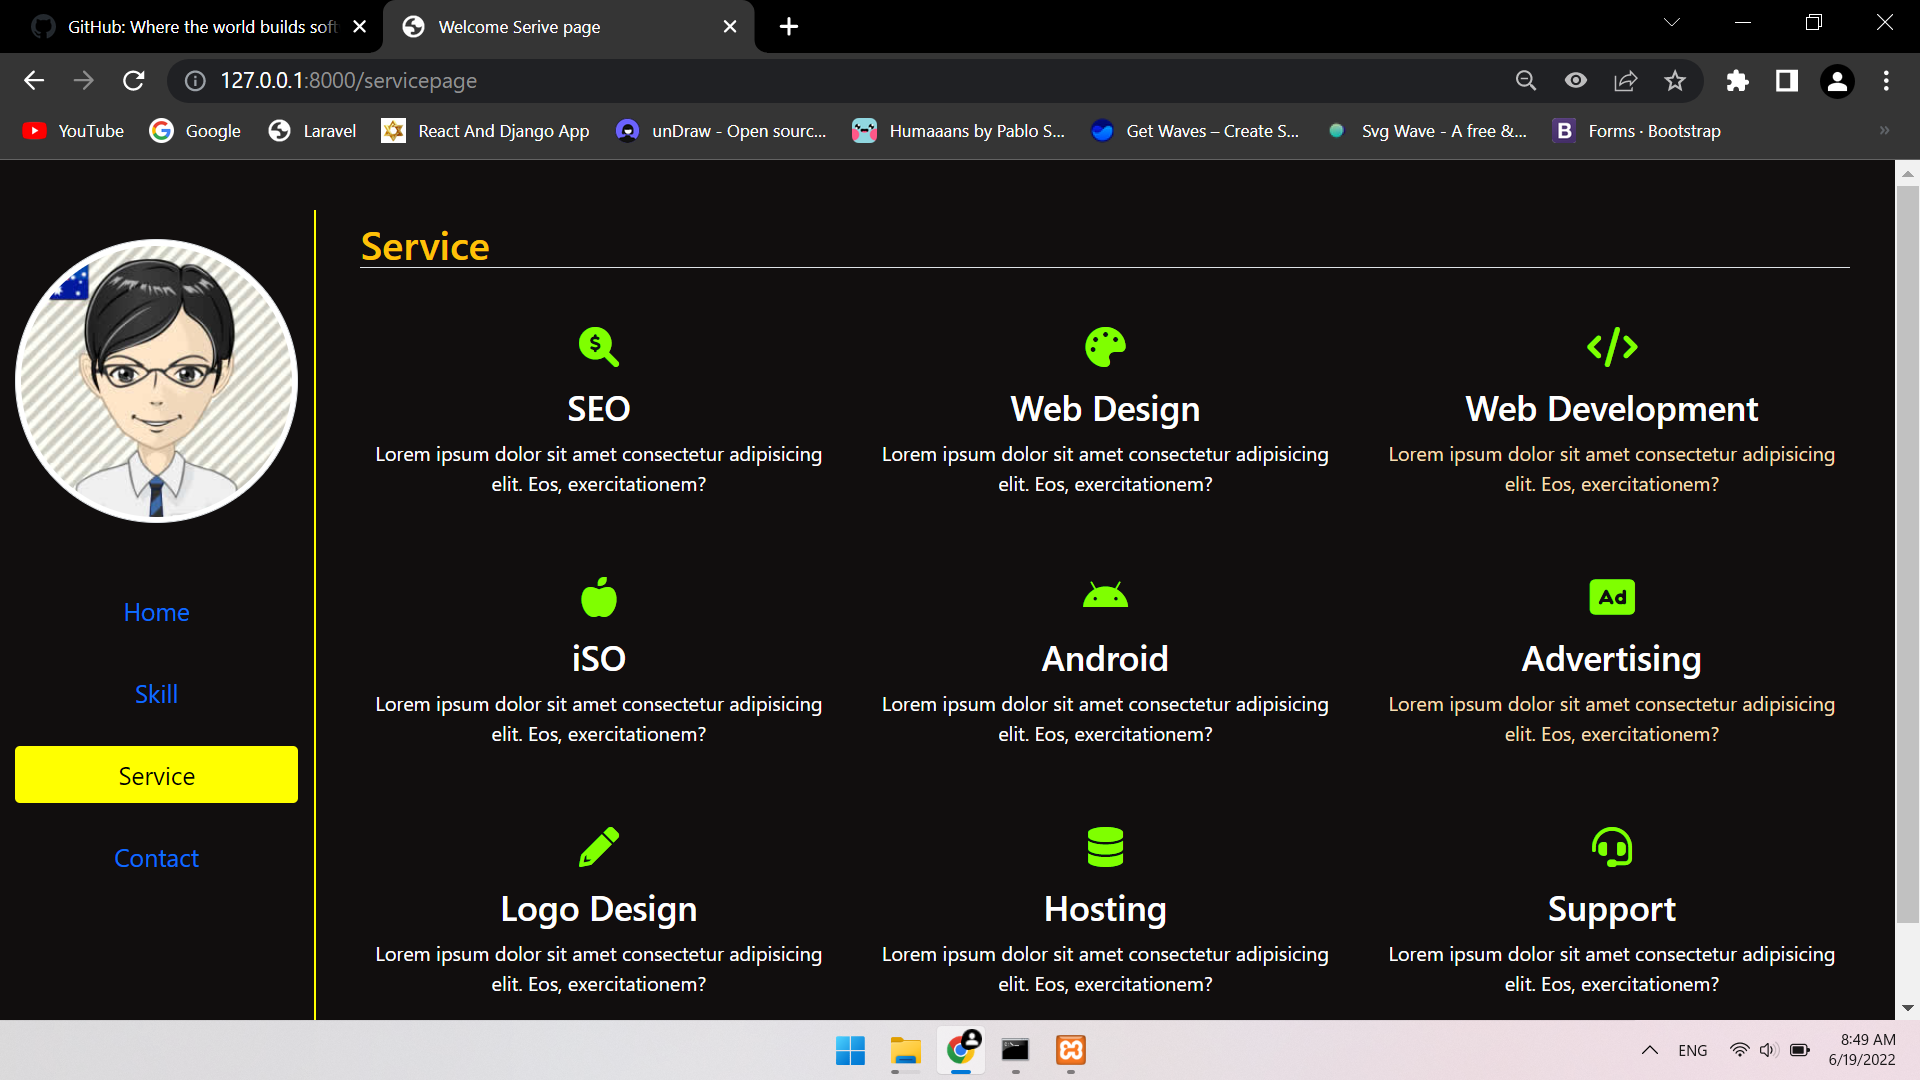 GitHub: Where the world builds soft
Welcome Serive page
127.0.0.1:8000/servicepage
YouTube
Google
Laravel
React And Django App
unDraw - Open sourc...
Humaaans by Pablo S...
Get Waves – Create S...
Svg Wave - A free &...
B
Forms · Bootstrap
»
Service
SEO
Web Design
Web Development
Lorem ipsum dolor sit amet consectetur adipisicing
elit. Eos, exercitationem?
Lorem ipsum dolor sit amet consectetur adipisicing
elit. Eos, exercitationem?
Lorem ipsum dolor sit amet consectetur adipisicing
elit. Eos, exercitationem?
Home
Skill
Service
Contact
Ad
iSO
Android
Advertising
Lorem ipsum dolor sit amet consectetur adipisicing
elit. Eos, exercitationem?
Lorem ipsum dolor sit amet consectetur adipisicing
elit. Eos, exercitationem?
Lorem ipsum dolor sit amet consectetur adipisicing
elit. Eos, exercitationem?
Logo Design
Hosting
Support
Lorem ipsum dolor sit amet consectetur adipisicing
elit. Eos, exercitationem?
Lorem ipsum dolor sit amet consectetur adipisicing
elit. Eos, exercitationem?
Lorem ipsum dolor sit amet consectetur adipisicing
elit. Eos, exercitationem?
ENG
8:49 AM
6/19/2022